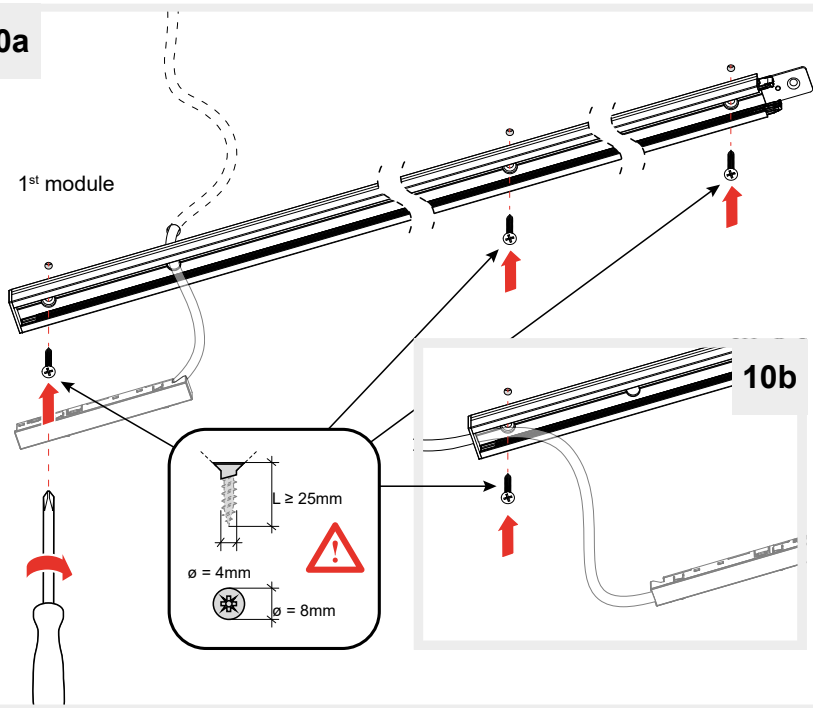 0a
1st module
10b
L ≥ 25mm
ø = 4mm
ø = 8mm